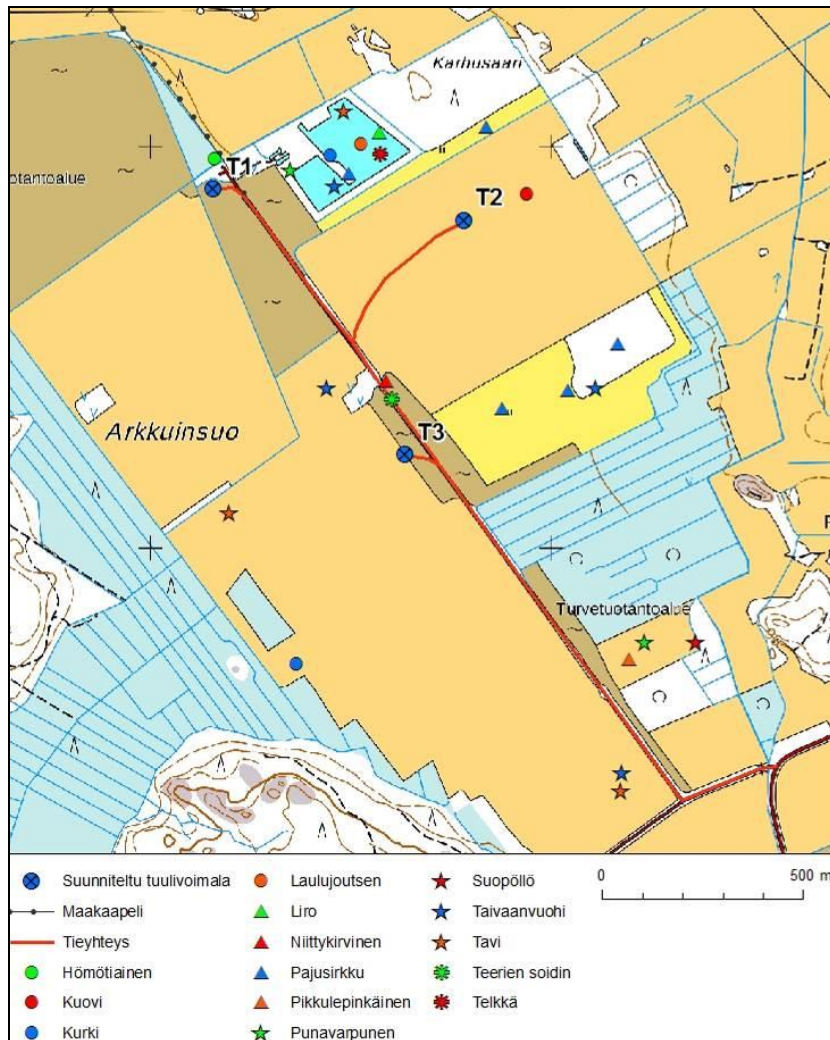 Karhusaari
T1
otantoalue
T2
Arkkuinsuo
T3
Turvetuotantoalue
Suunniteltu tuulivoimala
Maakaapeli
Tieyhteys
Hömötiainen
Kuovi
Kurki
Laulujoutsen
Liro
Niittykirvinen
Pajusirkku
Pikkulepinkäinen
Punavarpunen
Suopöllö
Taivaanvuohi
Tavi
Teerien soidin
Telkkä
0 500 m